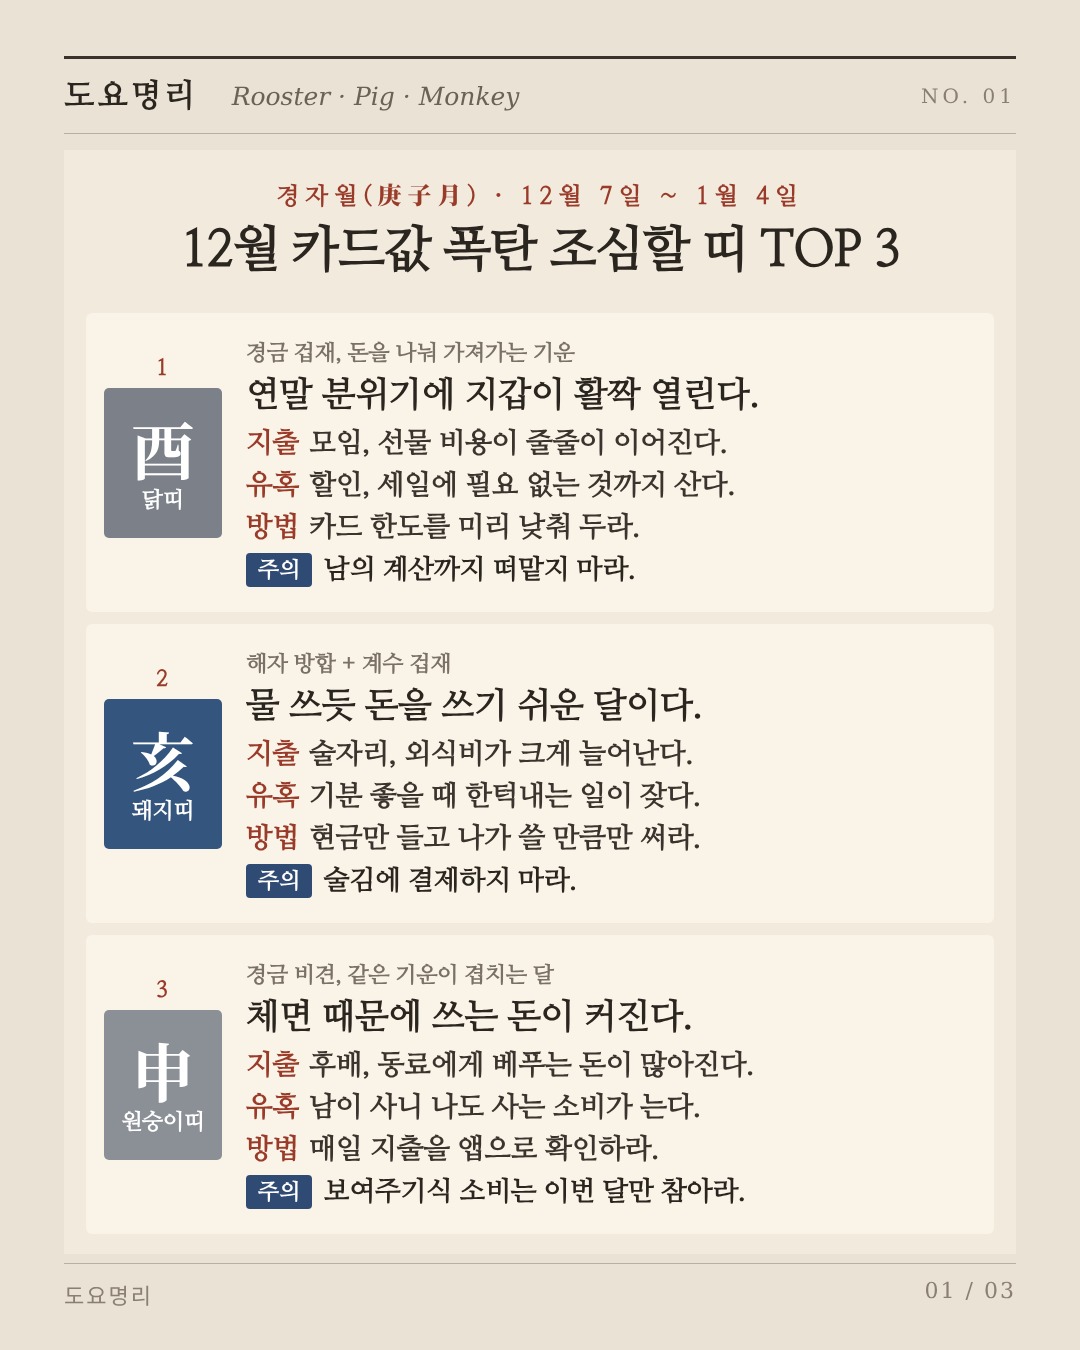 도요명리 Rooster · Pig · Monkey NO. 01
경자월(庚子月) · 12월 7일 ~ 1월 4일
12월 카드값 폭탄 조심할 띠 TOP 3
1
酉
닭띠
경금 겁재, 돈을 나눠 가져가는 기운
연말 분위기에 지갑이 활짝 열린다.
지출 모임, 선물 비용이 줄줄이 이어진다.
유혹 할인, 세일에 필요 없는 것까지 산다.
방법 카드 한도를 미리 낮춰 두라.
주의 남의 계산까지 떠맡지 마라.
2
亥
돼지띠
해자 방합 + 계수 겁재
물 쓰듯 돈을 쓰기 쉬운 달이다.
지출 술자리, 외식비가 크게 늘어난다.
유혹 기분 좋을 때 한턱내는 일이 잦다.
방법 현금만 들고 나가 쓸 만큼만 써라.
주의 술김에 결제하지 마라.
3
申
원숭이띠
경금 비견, 같은 기운이 겹치는 달
체면 때문에 쓰는 돈이 커진다.
지출 후배, 동료에게 베푸는 돈이 많아진다.
유혹 남이 사니 나도 사는 소비가 는다.
방법 매일 지출을 앱으로 확인하라.
주의 보여주기식 소비는 이번 달만 참아라.
도요명리 01 / 03